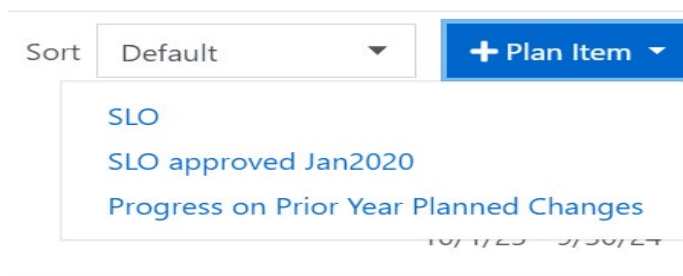 Sort Default + Plan Item
SLO
SLO approved Jan2020
Progress on Prior Year Planned Changes